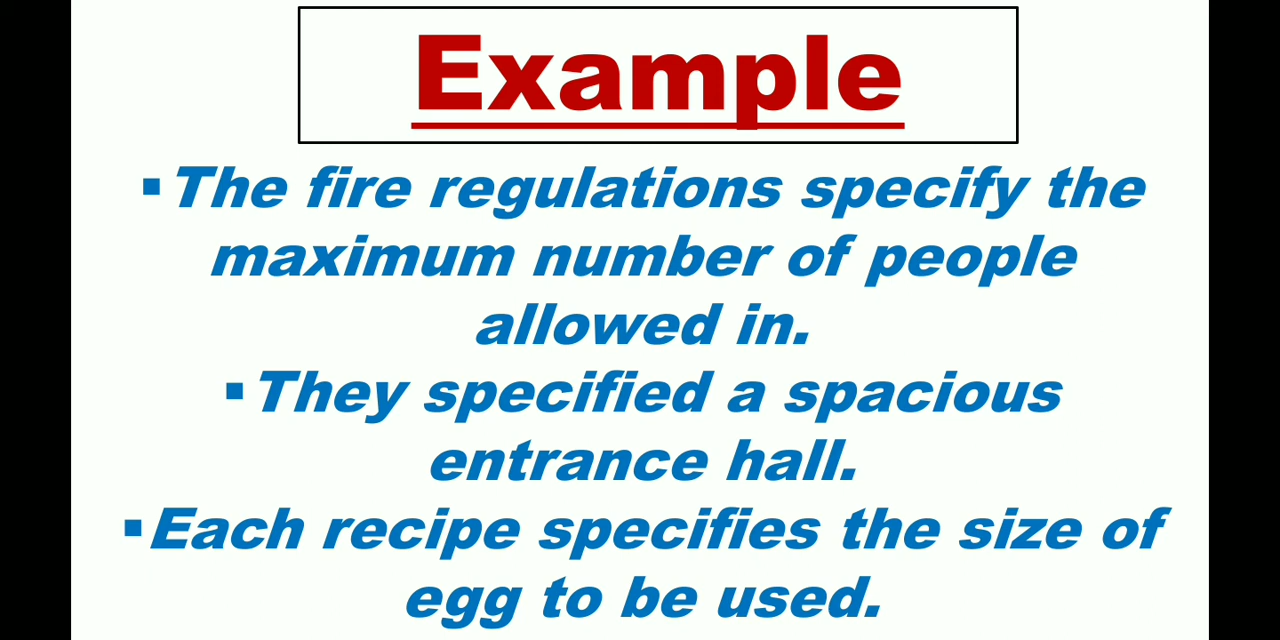 Example
▪The fire regulations specify the
maximum number of people
allowed in.
▪They specified a spacious
entrance hall.
▪Each recipe specifies the size of
egg to be used.